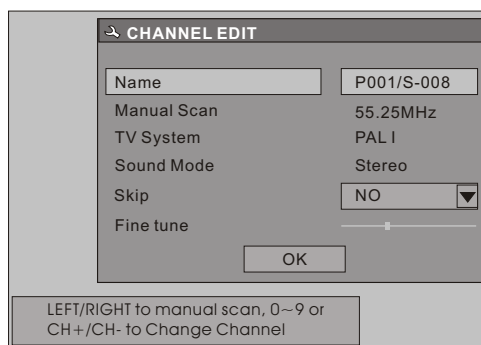 CHANNEL EDIT
Name P001/S-008
Manual Scan 55.25MHz
TV System PAL I
Sound Mode Stereo
Skip NO
Fine tune
OK
LEFT/RIGHT to manual scan, 0~9 or
CH+/CH- to Change Channel